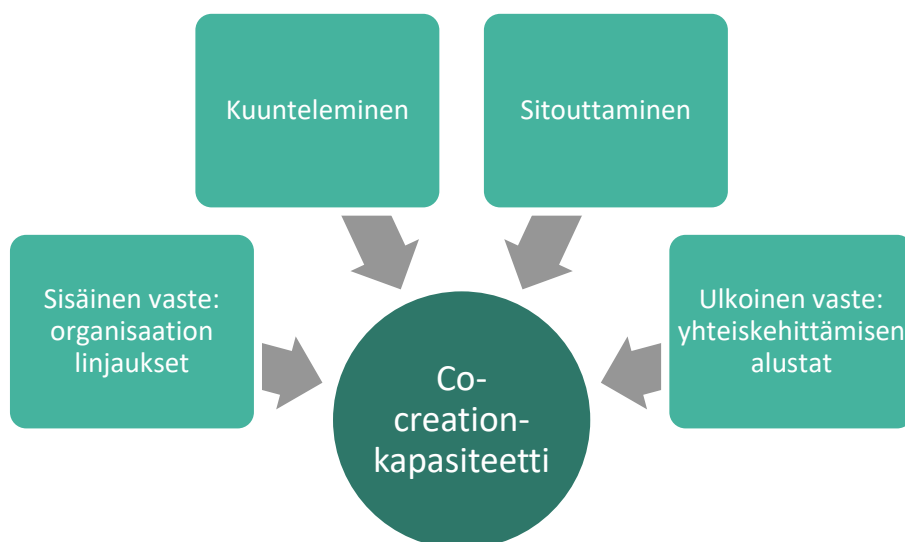 Kuunteleminen
Sitouttaminen
Sisäinen vaste:
organisaation
linjaukset
Ulkoinen vaste:
yhteiskehittämisen
alustat
Co-
creation-
kapasiteetti